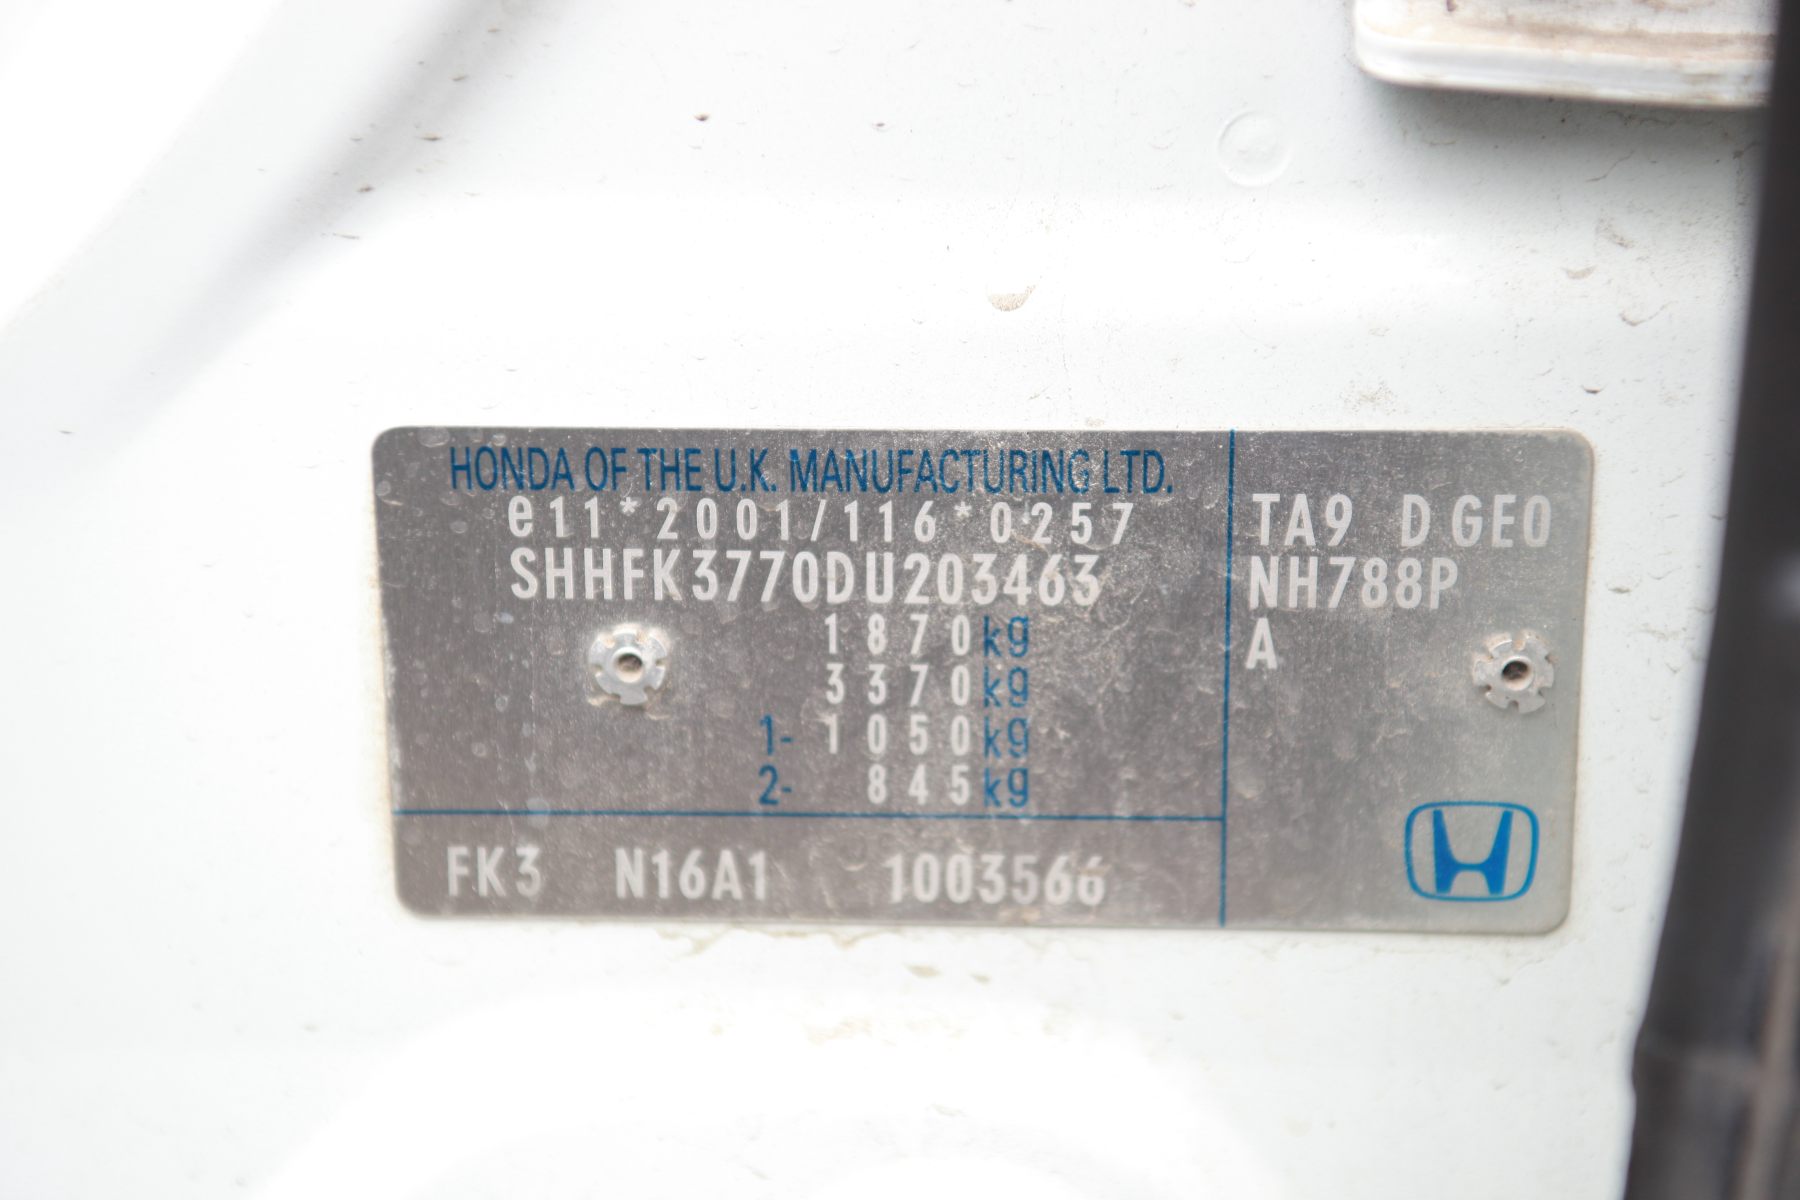 HONDA OF THE U.K. MANUFACTURING LTD.
e11*2001/116*0257
SHHFK3770DU203463
1870kg
3370kg
1- 1050kg
2- 845kg
FK3 N16A1 1003566
TA9 D GE0
NH788P
A